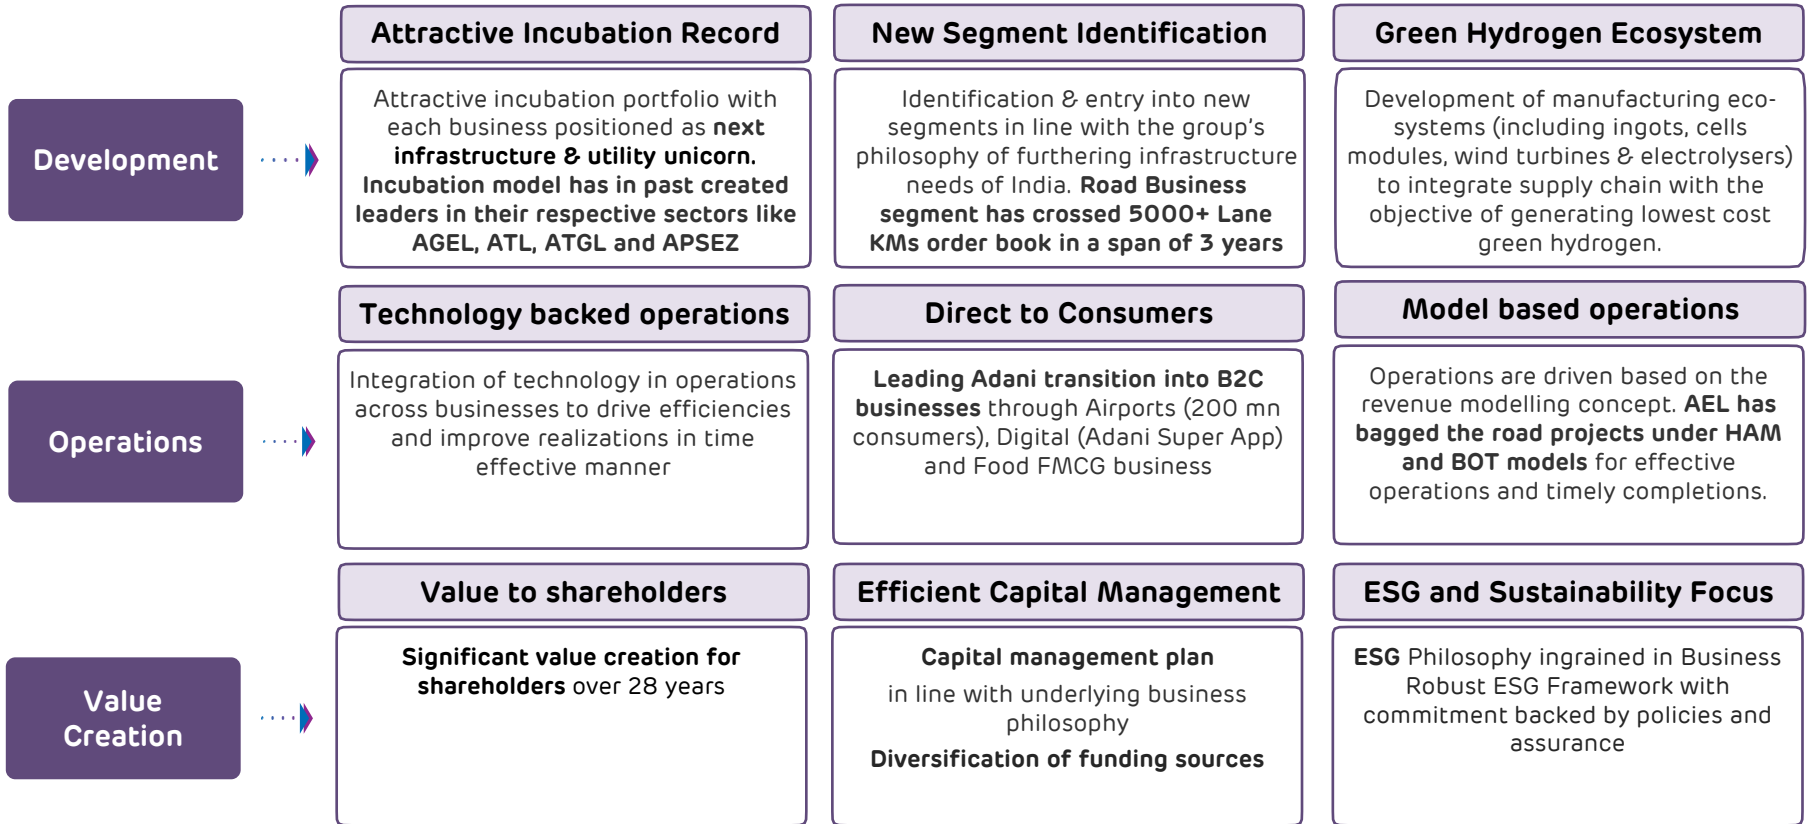 Attractive Incubation Record
New Segment Identification
Green Hydrogen Ecosystem
Development
Attractive incubation portfolio with
each business positioned as next
infrastructure & utility unicorn.
Incubation model has in past created
leaders in their respective sectors like
AGEL, ATL, ATGL and APSEZ
Identification & entry into new
segments in line with the group's
philosophy of furthering infrastructure
needs of India. Road Business
segment has crossed 5000+ Lane
KMs order book in a span of 3 years
Development of manufacturing eco-
systems (including ingots, cells
modules, wind turbines & electrolysers)
to integrate supply chain with the
objective of generating lowest cost
green hydrogen.
Technology backed operations
Direct to Consumers
Model based operations
Operations
Integration of technology in operations
across businesses to drive efficiencies
and improve realizations in time
effective manner
Leading Adani transition into B2C
businesses through Airports (200 mn
consumers), Digital (Adani Super App)
and Food FMCG business
Operations are driven based on the
revenue modelling concept. AEL has
bagged the road projects under HAM
and BOT models for effective
operations and timely completions.
Value to shareholders
Efficient Capital Management
ESG and Sustainability Focus
Value
Creation
Significant value creation for
shareholders over 28 years
Capital management plan
in line with underlying business
philosophy
Diversification of funding sources
ESG Philosophy ingrained in Business
Robust ESG Framework with
commitment backed by policies and
assurance